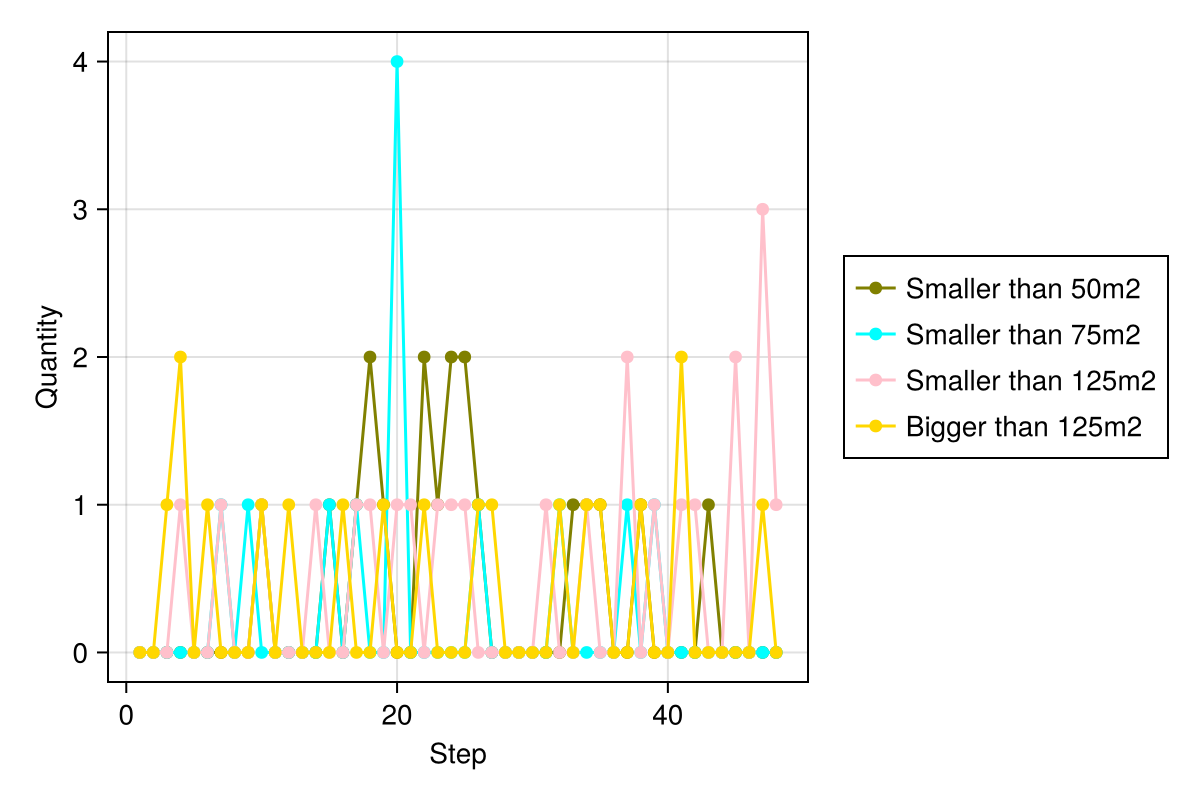 4
3
2
1
0
Quantity
0 20 40
Step
Smaller than 50m2
Smaller than 75m2
Smaller than 125m2
Bigger than 125m2